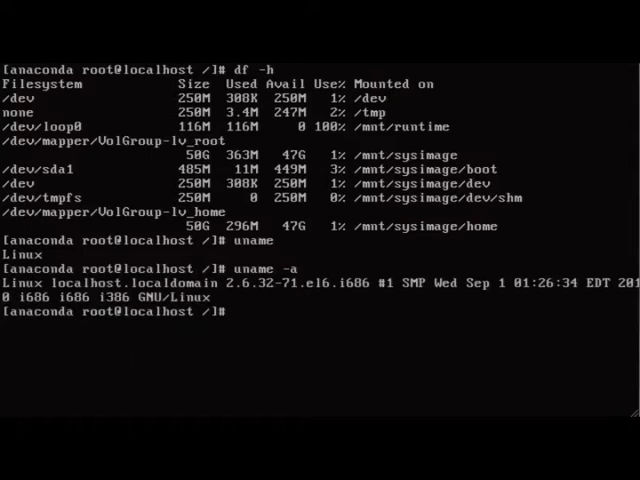 [anaconda root@localhost /]# df -h
Filesystem            Size  Used Avail Use% Mounted on
/dev                  250M  308K  250M   1% /dev
none                  250M  3.4M  247M   2% /tmp
/dev/loop0            116M  116M     0 100% /mnt/runtime
/dev/mapper/VolGroup-lv_root
                       50G  363M   47G   1% /mnt/sysimage
/dev/sda1             485M   11M  449M   3% /mnt/sysimage/boot
/dev                  250M  308K  250M   1% /mnt/sysimage/dev
/dev/tmpfs            250M     0  250M   0% /mnt/sysimage/dev/shm
/dev/mapper/VolGroup-lv_home
                       50G  296M   47G   1% /mnt/sysimage/home
[anaconda root@localhost /]# uname
Linux
[anaconda root@localhost /]# uname -a
Linux localhost.localdomain 2.6.32-71.el6.i686 #1 SMP Wed Sep 1 01:26:34 EDT 201
0 i686 i686 i386 GNU/Linux
[anaconda root@localhost /]#